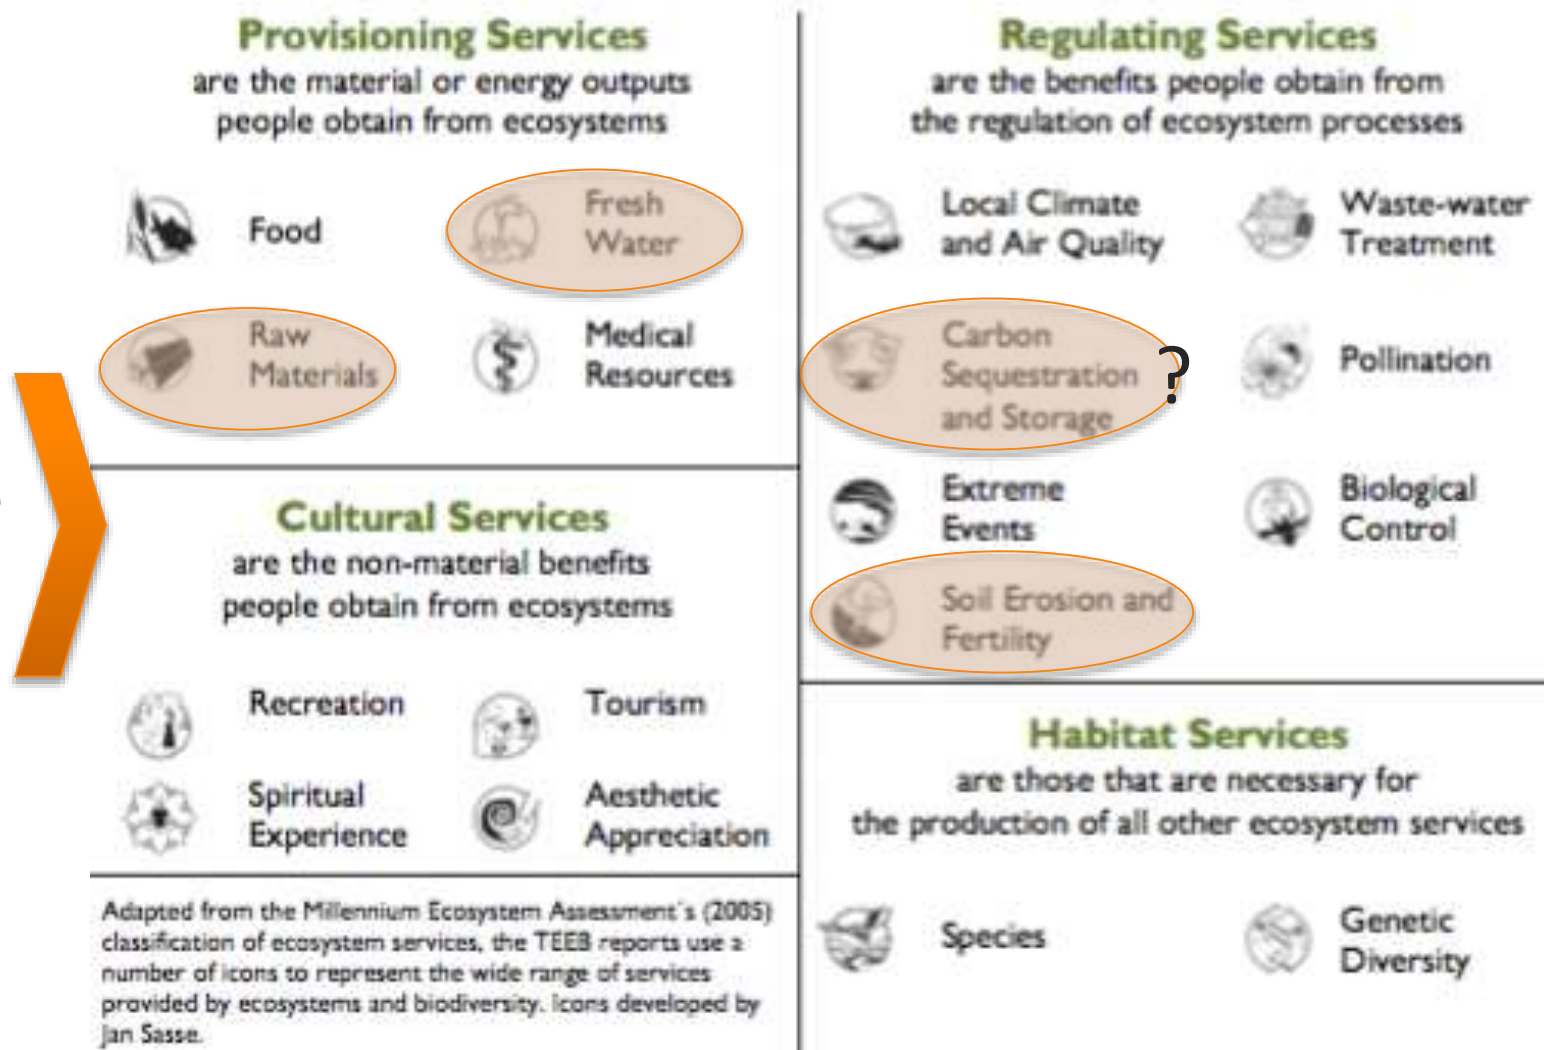 Provisioning Services
are the material or energy outputs
people obtain from ecosystems
Food
Fresh
Water
Raw
Materials
Medical
Resources
Cultural Services
are the non-material benefits
people obtain from ecosystems
Recreation
Tourism
Spiritual
Experience
Aesthetic
Appreciation
Adapted from the Millennium Ecosystem Assessment´s (2005)
classification of ecosystem services, the TEEB reports use a
number of icons to represent the wide range of services
provided by ecosystems and biodiversity. Icons developed by
Jan Sasse.
Regulating Services
are the benefits people obtain from
the regulation of ecosystem processes
Local Climate
and Air Quality
Waste-water
Treatment
Carbon
Sequestration
and Storage
?
Pollination
Extreme
Events
Biological
Control
Soil Erosion and
Fertility
Habitat Services
are those that are necessary for
the production of all other ecosystem services
Species
Genetic
Diversity